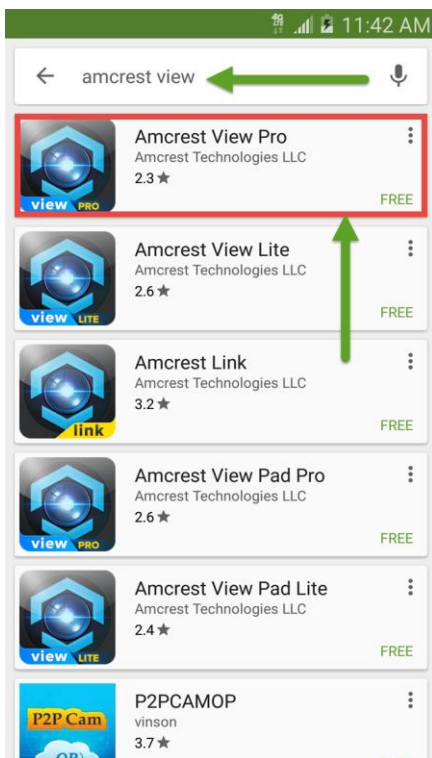 4G LTE 11:42 AM
amcrest view
Amcrest View Pro
Amcrest Technologies LLC
2.3★
FREE
view PRO
Amcrest View Lite
Amcrest Technologies LLC
2.6★
FREE
view LITE
Amcrest Link
Amcrest Technologies LLC
3.2★
FREE
link
Amcrest View Pad Pro
Amcrest Technologies LLC
2.6★
FREE
view PRO
Amcrest View Pad Lite
Amcrest Technologies LLC
2.4★
FREE
view LITE
P2PCAMOP
vinson
3.7★
P2P Cam